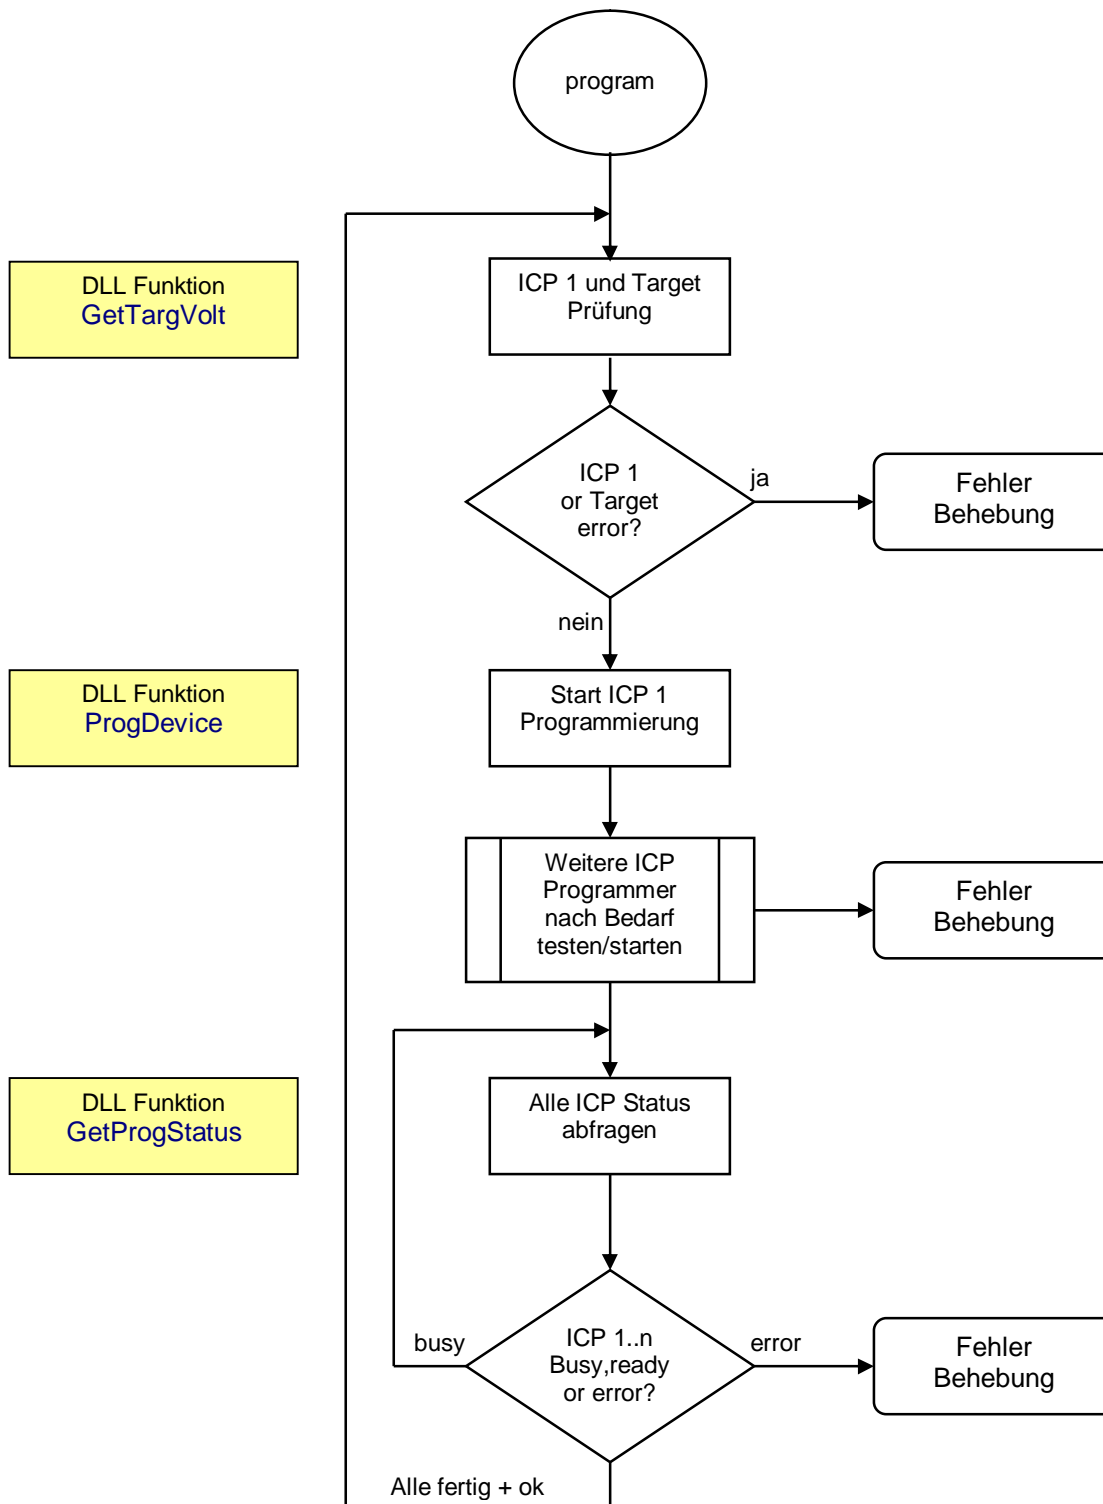 program
DLL Funktion
GetTargVolt
ICP 1 und Target
Prüfung
ICP 1
or Target
error?
ja
Fehler
Behebung
nein
DLL Funktion
ProgDevice
Start ICP 1
Programmierung
Weitere ICP
Programmer
nach Bedarf
testen/starten
Fehler
Behebung
DLL Funktion
GetProgStatus
Alle ICP Status
abfragen
busy
ICP 1..n
Busy,ready
or error?
error
Fehler
Behebung
Alle fertig + ok